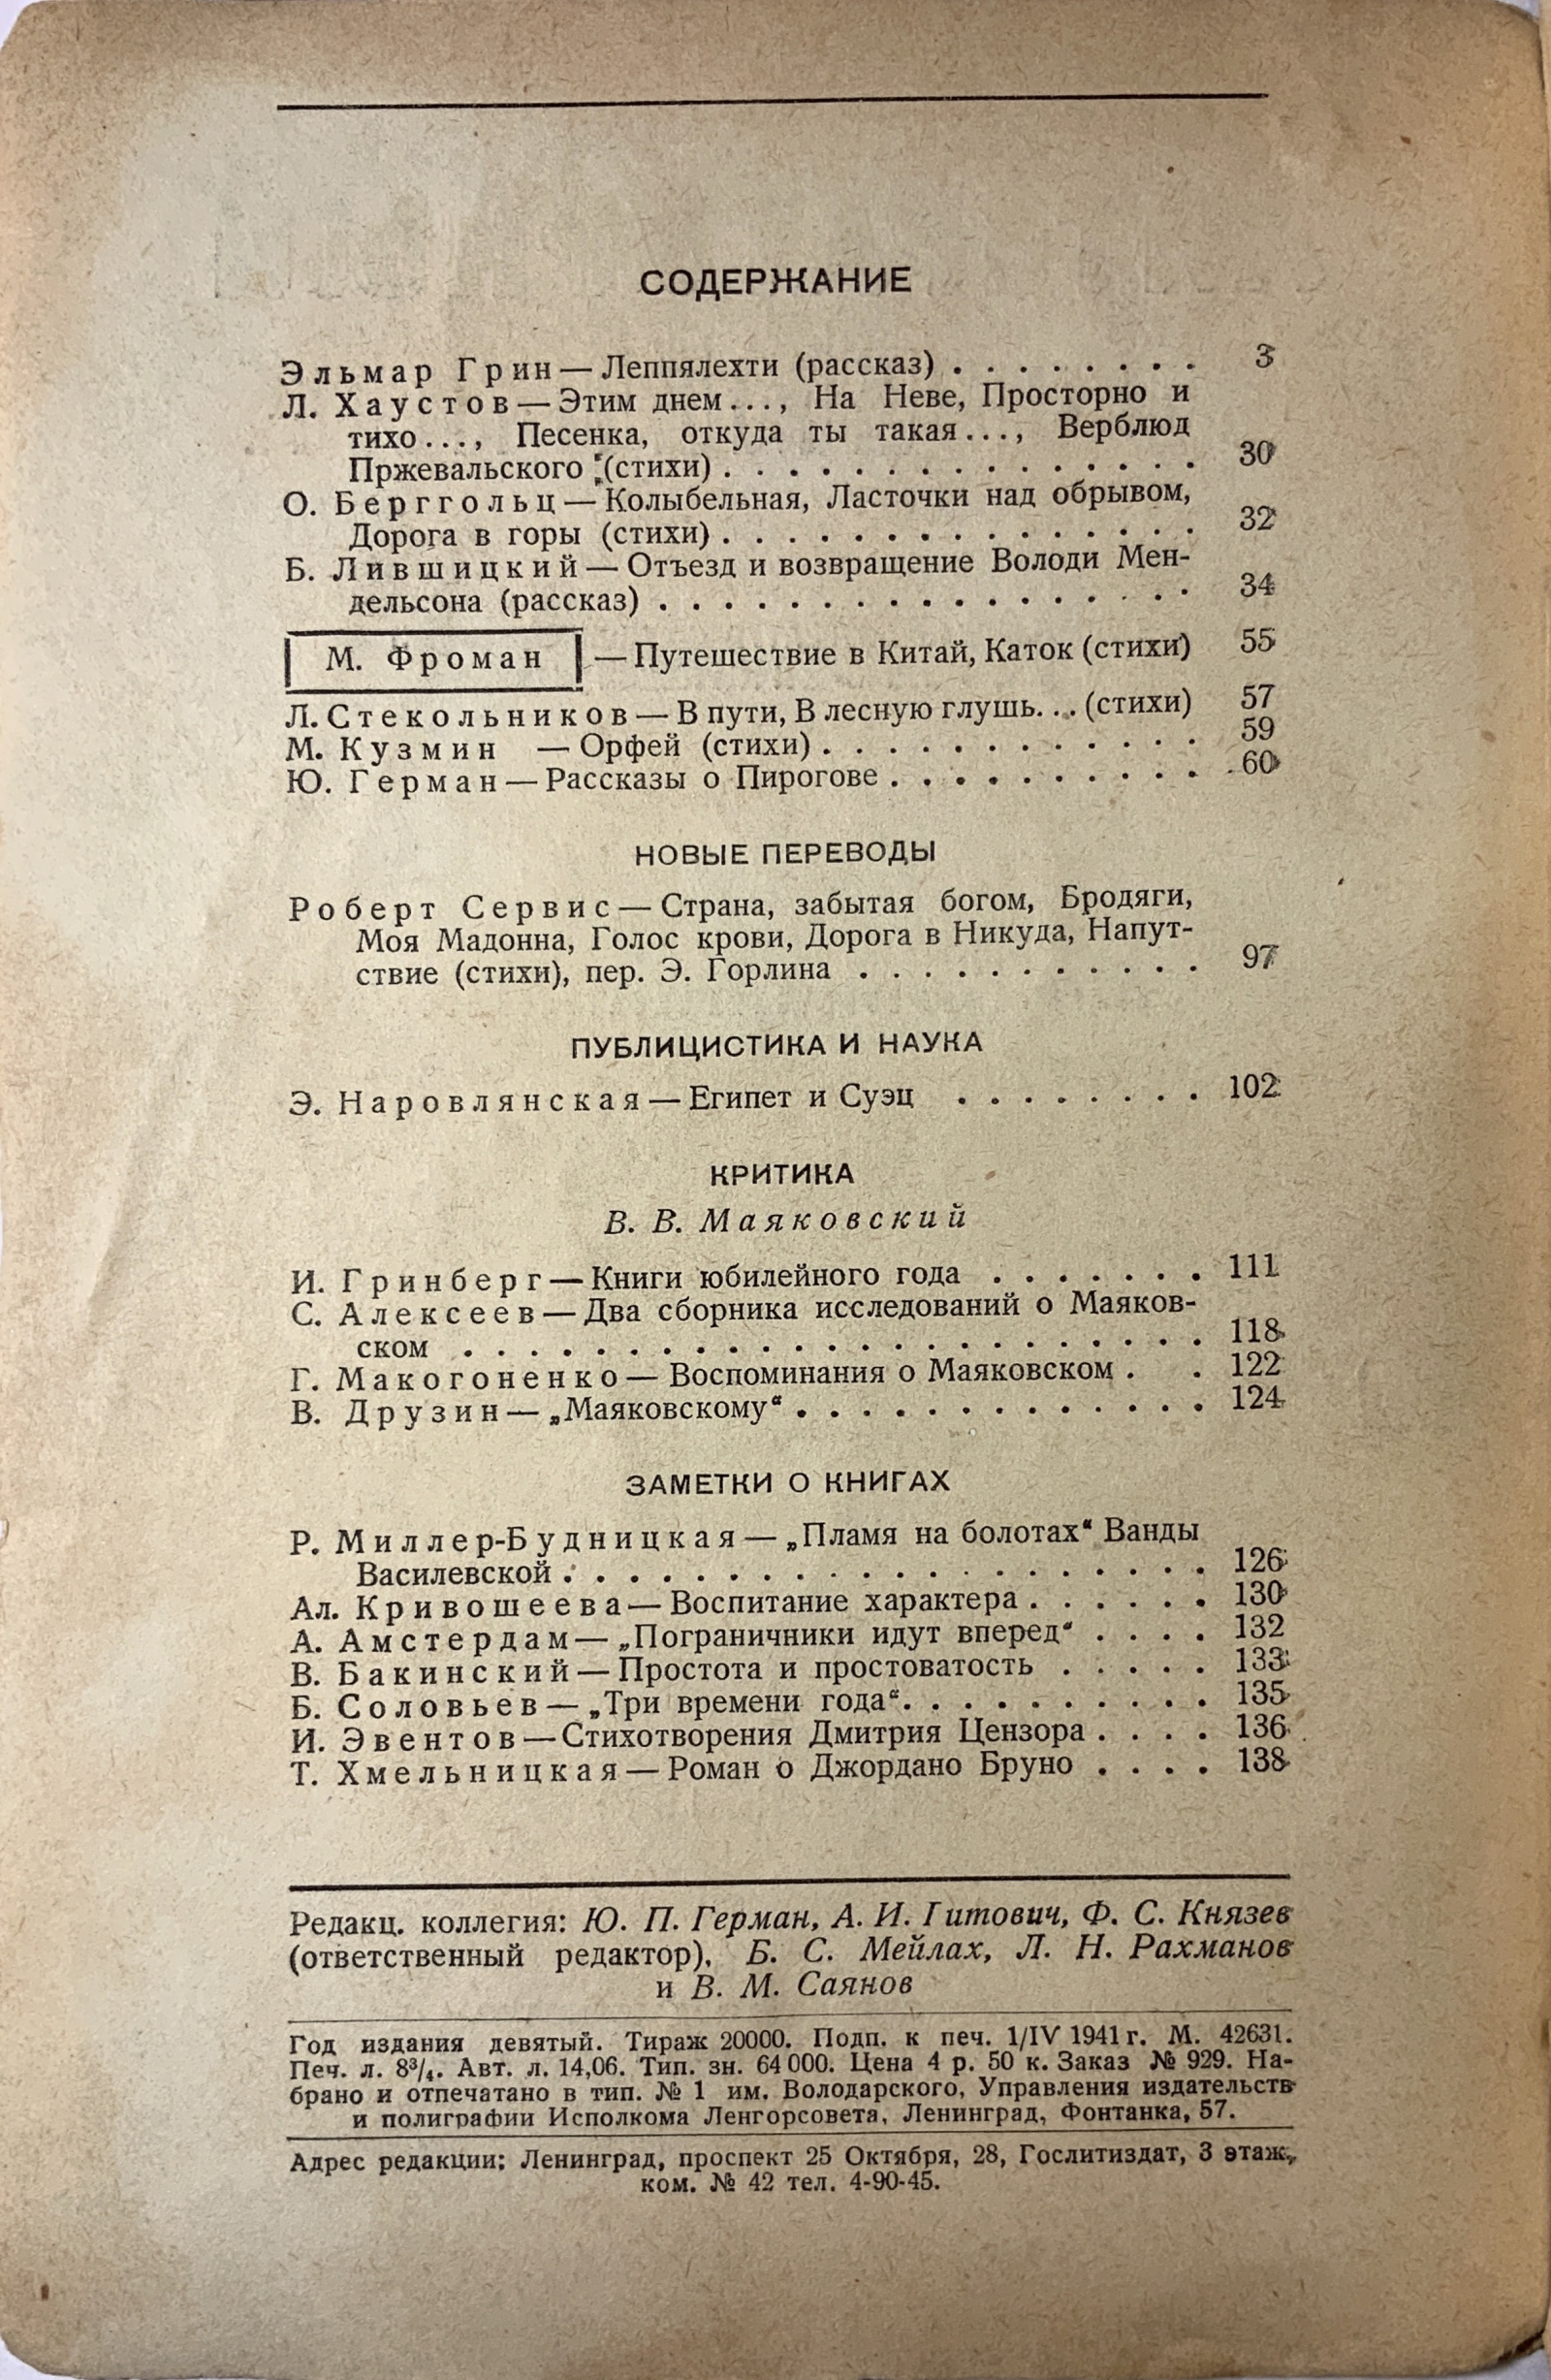 СОДЕРЖАНИЕ
Эльмар Грин — Леппялехти (рассказ) . . . . . . . . 3
Л. Хаустов — Этим днем..., На Неве, Просторно и
тихо..., Песенка, откуда ты такая..., Верблюд
Пржевальского (стихи) . . . . . . . . . . . . . . . 30
О. Берггольц — Колыбельная, Ласточки над обрывом,
Дорога в горы (стихи) . . . . . . . . . . . . . . . 32
Б. Лившицкий — Отъезд и возвращение Володи Мен-
дельсона (рассказ) . . . . . . . . . . . . . . . . . 34
М. Фроман — Путешествие в Китай, Каток (стихи) 55
Л. Стекольников — В пути, В лесную глушь... (стихи) 57
М. Кузмин — Орфей (стихи) . . . . . . . . . . . . 59
Ю. Герман — Рассказы о Пирогове . . . . . . . . . . 60
НОВЫЕ ПЕРЕВОДЫ
Роберт Сервис — Страна, забытая богом, Бродяги,
Моя Мадонна, Голос крови, Дорога в Никуда, Напут-
ствие (стихи), пер. Э. Горлина . . . . . . . . . . . 97
ПУБЛИЦИСТИКА И НАУКА
Э. Наровлянская — Египет и Суэц . . . . . . . . 102
КРИТИКА
В. В. Маяковский
И. Гринберг — Книги юбилейного года . . . . . . . 111
С. Алексеев — Два сборника исследований о Маяков-
ском . . . . . . . . . . . . . . . . . . . . . . . 118
Г. Макогоненко — Воспоминания о Маяковском . . 122
В. Друзин — „Маяковскому“ . . . . . . . . . . . . . 124
ЗАМЕТКИ О КНИГАХ
Р. Миллер-Будницкая — „Пламя на болотах“ Ванды
Василевской . . . . . . . . . . . . . . . . . . . . 126
Ал. Кривошеева — Воспитание характера . . . . . . 130
А. Амстердам — „Пограничники идут вперед“ . . . . 132
В. Бакинский — Простота и простоватость . . . . . 133
Б. Соловьев — „Три времени года“ . . . . . . . . . . 135
И. Эвентов — Стихотворения Дмитрия Цензора . . . . 136
Т. Хмельницкая — Роман о Джордано Бруно . . . . 138
Редакц. коллегия: Ю. П. Герман, А. И. Гитович, Ф. С. Князев
(ответственный редактор), Б. С. Мейлах, Л. Н. Рахманов
и В. М. Саянов
Год издания девятый. Тираж 20000. Подп. к печ. 1/IV 1941 г. М. 42631.
Печ. л. 8³/₄. Авт. л. 14,06. Тип. зн. 64 000. Цена 4 р. 50 к. Заказ № 929. На-
брано и отпечатано в тип. № 1 им. Володарского, Управления издательств
и полиграфии Исполкома Ленгорсовета, Ленинград, Фонтанка, 57.
Адрес редакции: Ленинград, проспект 25 Октября, 28, Гослитиздат, 3 этаж,
ком. № 42 тел. 4-90-45.